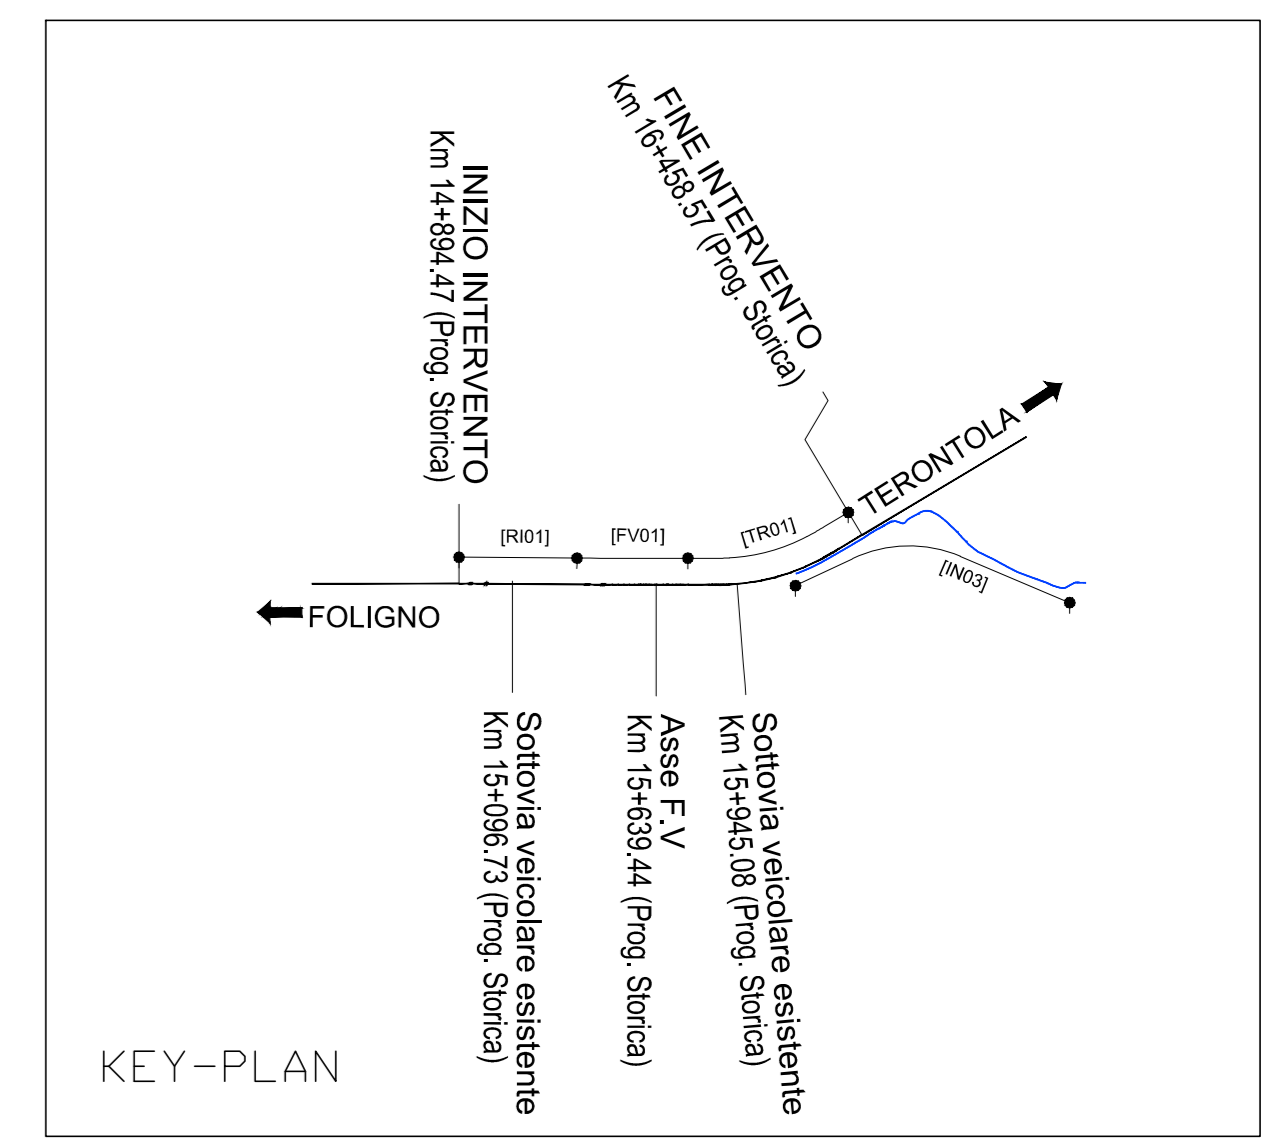 FINE INTERVENTO
Km 16+458.57 (Prog. Storica)
INIZIO INTERVENTO
Km 14+894.47 (Prog. Storica)
TERONTOLA
[RI01]
[FV01]
[TR01]
[IN03]
FOLIGNO
Sottovia veicolare esistente
Km 15+096.73 (Prog. Storica)
Asse F.V
Km 15+639.44 (Prog. Storica)
Sottovia veicolare esistente
Km 15+945.08 (Prog. Storica)
KEY-PLAN